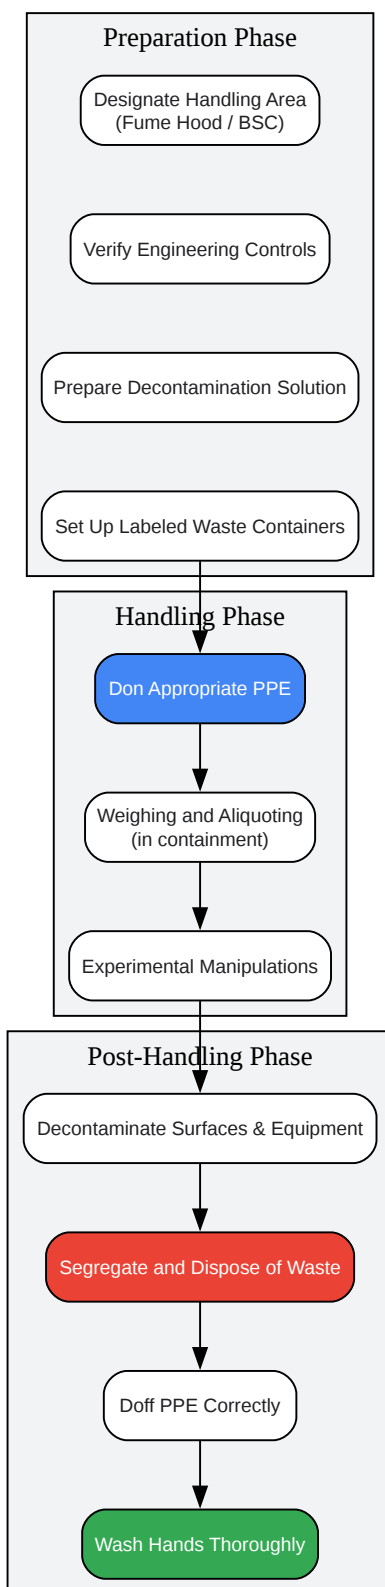 Preparation Phase
Designate Handling Area
(Fume Hood / BSC)
Verify Engineering Controls
Prepare Decontamination Solution
Set Up Labeled Waste Containers
Handling Phase
Don Appropriate PPE
Weighing and Aliquoting
(in containment)
Experimental Manipulations
Post-Handling Phase
Decontaminate Surfaces & Equipment
Segregate and Dispose of Waste
Doff PPE Correctly
Wash Hands Thoroughly